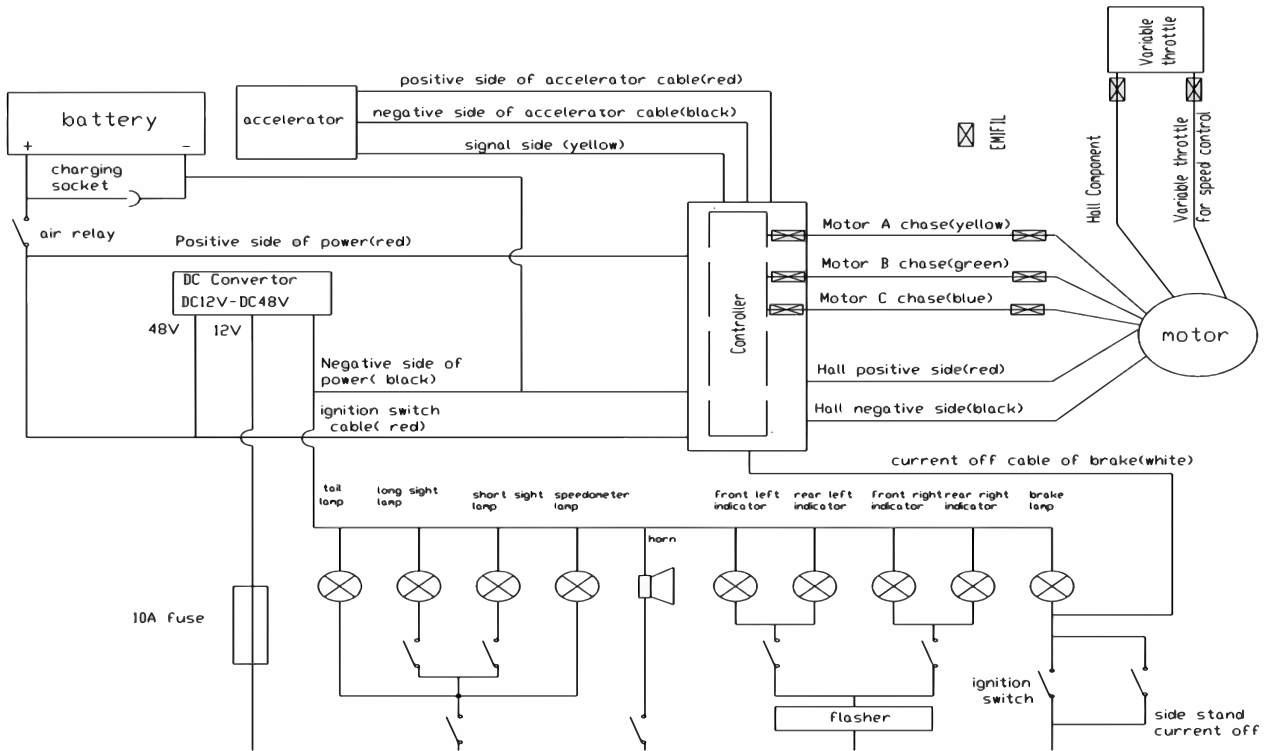 Variable
throttle
positive side of accelerator cable(red)
battery
+ -
accelerator
negative side of accelerator cable(black)
signal side (yellow)
EMIFIL
Hall Component
Variable throttle
for speed control
charging
socket
air relay
Positive side of power(red)
Motor A chase(yellow)
DC Convertor
DC12V-DC48V
Motor B chase(green)
Motor C chase(blue)
Controller
motor
48V 12V
Negative side of
power( black)
Hall positive side(red)
ignition switch
cable( red)
Hall negative side(black)
current off cable of brake(white)
tail
lamp
long sight
lamp
short sight
lamp
speedometer
lamp
front left
indicator
rear left
indicator
front right
indicator
rear right
indicator
brake
lamp
horn
10A fuse
ignition
switch
flasher
side stand
current off